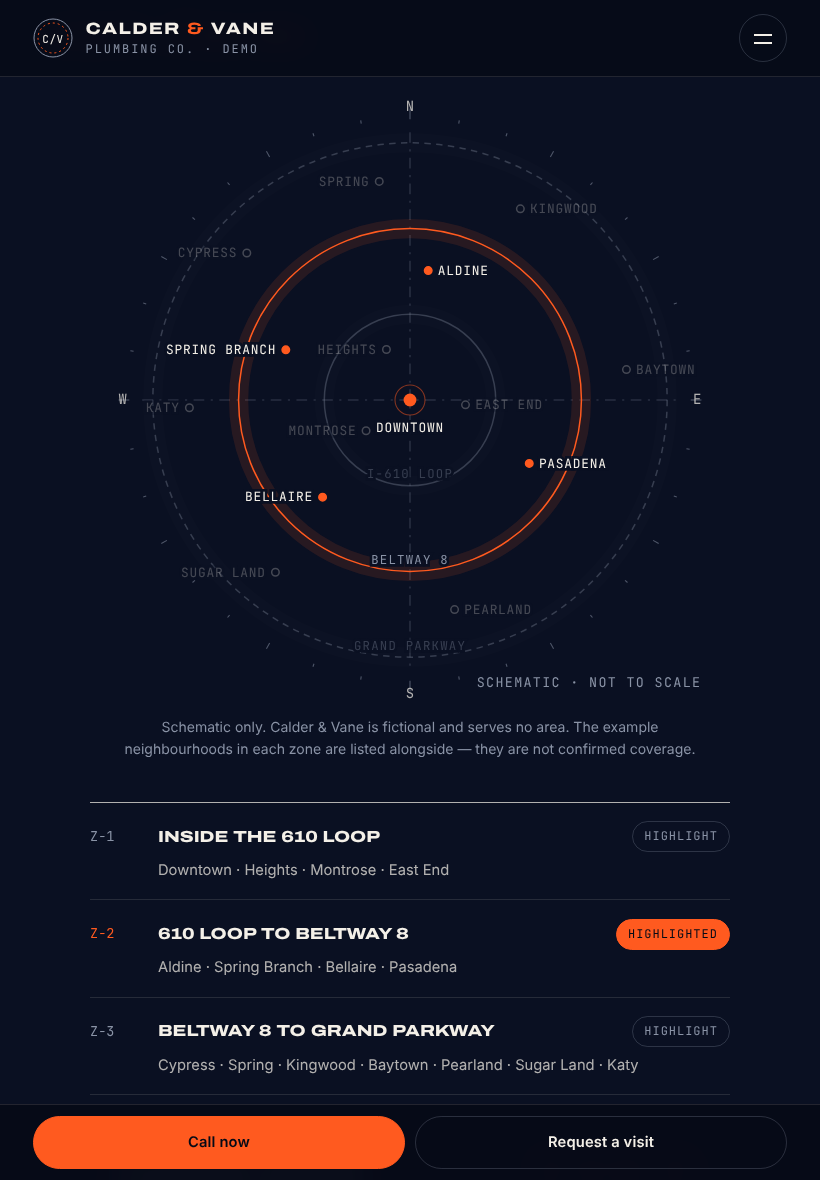 C/V
CALDER & VANE
PLUMBING CO. · DEMO
N
SPRING
KINGWOOD
CYPRESS
ALDINE
SPRING BRANCH
HEIGHTS
BAYTOWN
W
E
KATY
EAST END
MONTROSE
DOWNTOWN
PASADENA
I-610 LOOP
BELLAIRE
BELTWAY 8
SUGAR LAND
PEARLAND
GRAND PARKWAY
SCHEMATIC · NOT TO SCALE
S
Schematic only. Calder & Vane is fictional and serves no area. The example
neighbourhoods in each zone are listed alongside — they are not confirmed coverage.
Z-1 INSIDE THE 610 LOOP HIGHLIGHT
Downtown · Heights · Montrose · East End
Z-2 610 LOOP TO BELTWAY 8 HIGHLIGHTED
Aldine · Spring Branch · Bellaire · Pasadena
Z-3 BELTWAY 8 TO GRAND PARKWAY HIGHLIGHT
Cypress · Spring · Kingwood · Baytown · Pearland · Sugar Land · Katy
Call now
Request a visit